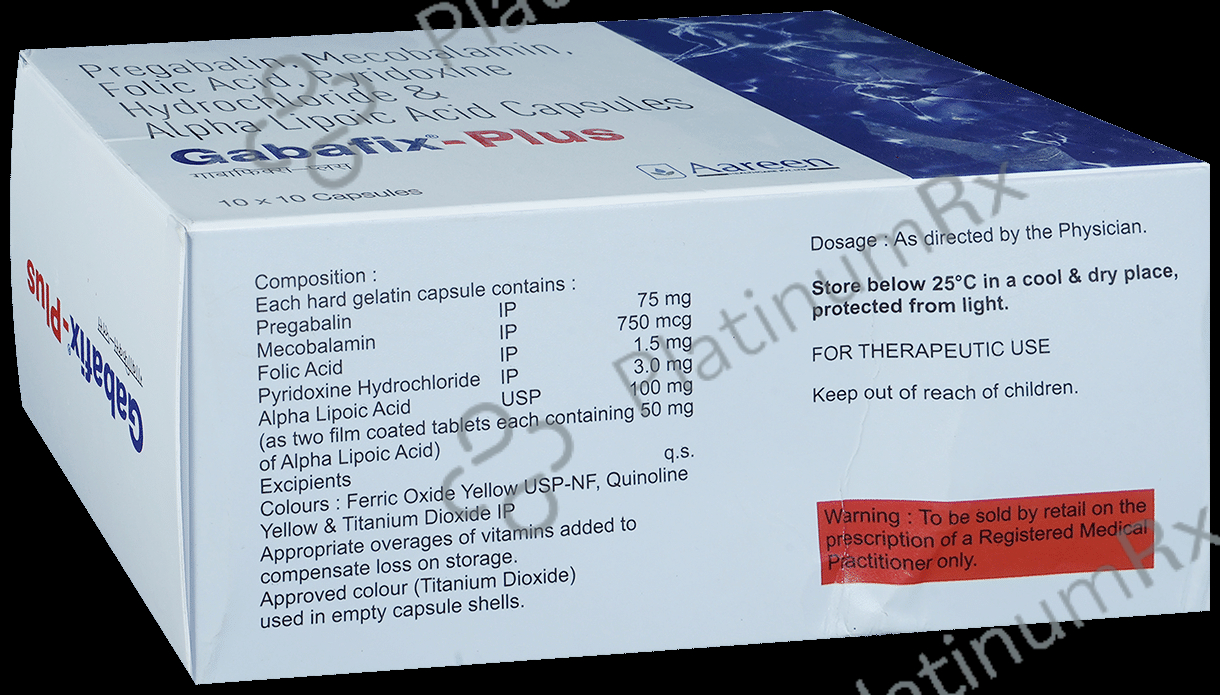 Pregabalin, Mecobalamin,
Folic Acid, Pyridoxine
Hydrochloride &
Alpha Lipoic Acid Capsules
Gabafix®-Plus
गाबाफिक्स-प्लस
Aareen
10 x 10 Capsules
Gabafix®-Plus
Composition :
Each hard gelatin capsule contains :
Pregabalin IP 75 mg
Mecobalamin IP 750 mcg
Folic Acid IP 1.5 mg
Pyridoxine Hydrochloride IP 3.0 mg
Alpha Lipoic Acid USP 100 mg
(as two film coated tablets each containing 50 mg
of Alpha Lipoic Acid)
Excipients q.s.
Colours : Ferric Oxide Yellow USP-NF, Quinoline
Yellow & Titanium Dioxide IP
Appropriate overages of vitamins added to
compensate loss on storage.
Approved colour (Titanium Dioxide)
used in empty capsule shells.
Dosage : As directed by the Physician.
Store below 25°C in a cool & dry place,
protected from light.
FOR THERAPEUTIC USE
Keep out of reach of children.
Warning : To be sold by retail on the
prescription of a Registered Medical
Practitioner only.
Platinum
PlatinumRx
PlatinumRx